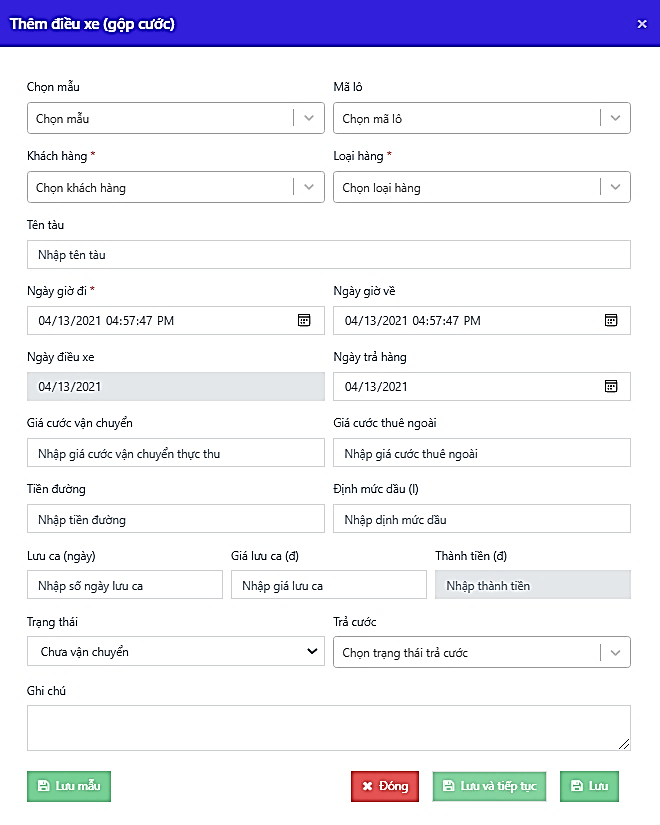 Thêm điều xe (gộp cước)
Chọn mẫu
Mã lô
Chọn mẫu
Chọn mã lô
Khách hàng *
Loại hàng *
Chọn khách hàng
Chọn loại hàng
Tên tàu
Nhập tên tàu
Ngày giờ đi *
Ngày giờ về
04/13/2021 04:57:47 PM
04/13/2021 04:57:47 PM
Ngày điều xe
Ngày trả hàng
04/13/2021
04/13/2021
Giá cước vận chuyển
Giá cước thuê ngoài
Nhập giá cước vận chuyển thực thu
Nhập giá cước thuê ngoài
Tiền đường
Định mức dầu (l)
Nhập tiền đường
Nhập định mức dầu
Lưu ca (ngày)
Giá lưu ca (đ)
Thành tiền (đ)
Nhập số ngày lưu ca
Nhập giá lưu ca
Nhập thành tiền
Trạng thái
Trả cước
Chưa vận chuyển
Chọn trạng thái trả cước
Ghi chú
Lưu mẫu
Đóng
Lưu và tiếp tục
Lưu